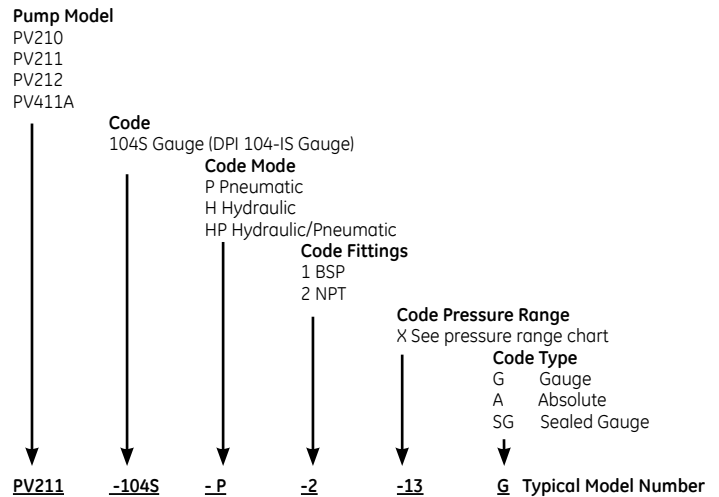 Pump Model
PV210
PV211
PV212
PV411A
Code
104S Gauge (DPI 104-IS Gauge)
Code Mode
P Pneumatic
H Hydraulic
HP Hydraulic/Pneumatic
Code Fittings
1 BSP
2 NPT
Code Pressure Range
X See pressure range chart
Code Type
G Gauge
A Absolute
SG Sealed Gauge
PV211 -104S - P -2 -13 G Typical Model Number